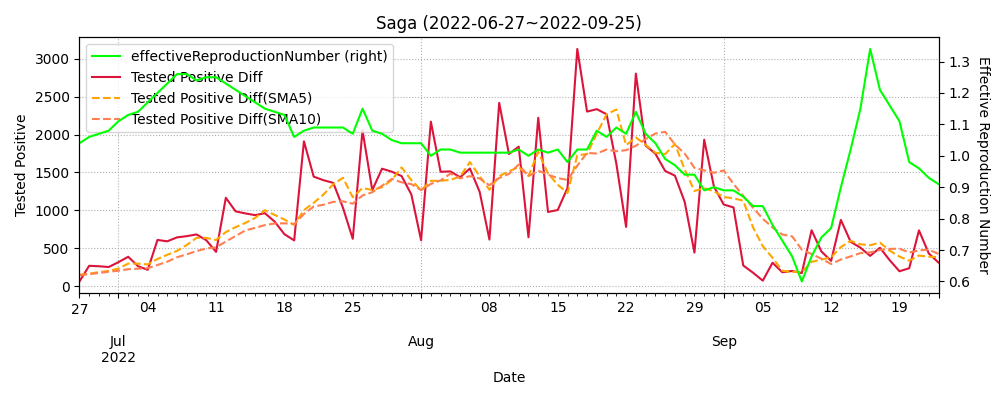 Saga (2022-06-27~2022-09-25)
effectiveReproductionNumber (right)
Tested Positive Diff
Tested Positive Diff(SMA5)
Tested Positive Diff(SMA10)
Tested Positive
3000
2500
2000
1500
1000
500
0
Effective Reproduction Number
1.3
1.2
1.1
1.0
0.9
0.8
0.7
0.6
27 04 11 18 25 08 15 22 29 05 12 19
Jul Aug Sep
2022
Date